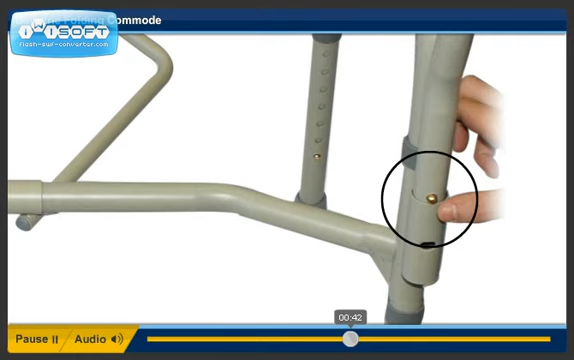 Folding Commode
iWiSOFT
flash-swf-converter.com
00:42
Pause
Audio